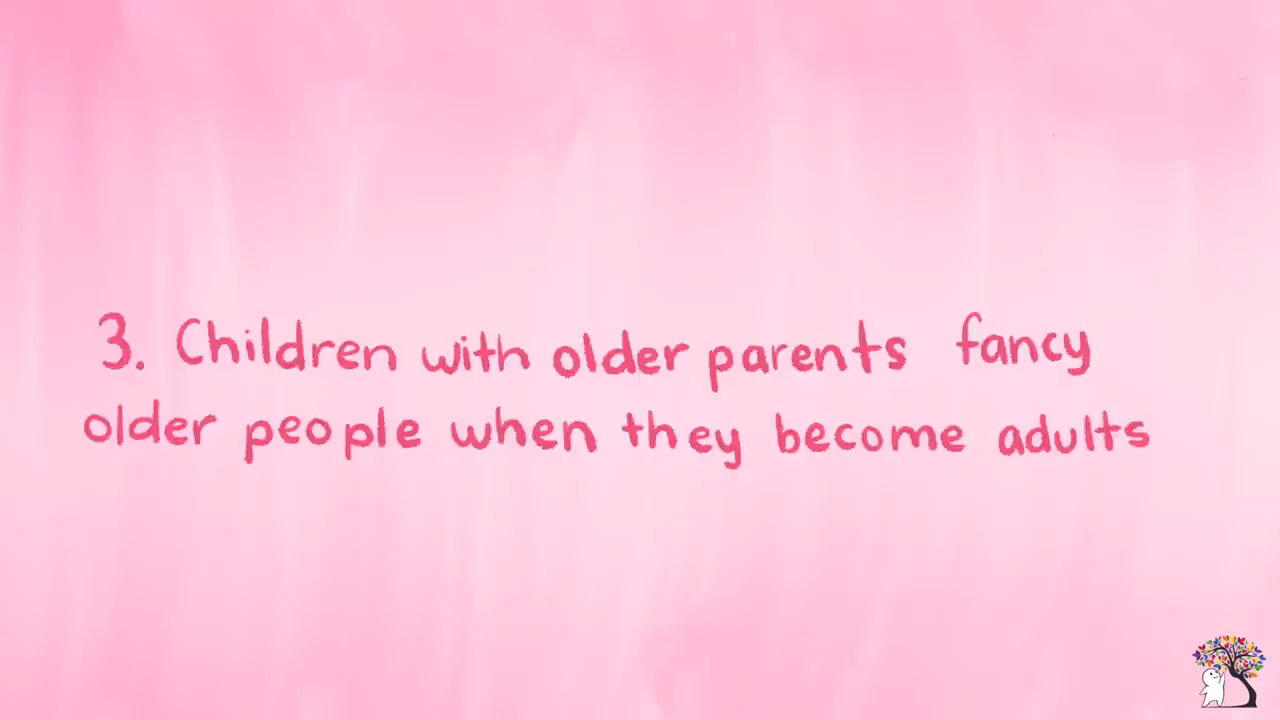 3. Children with older parents fancy
older people when they become adults